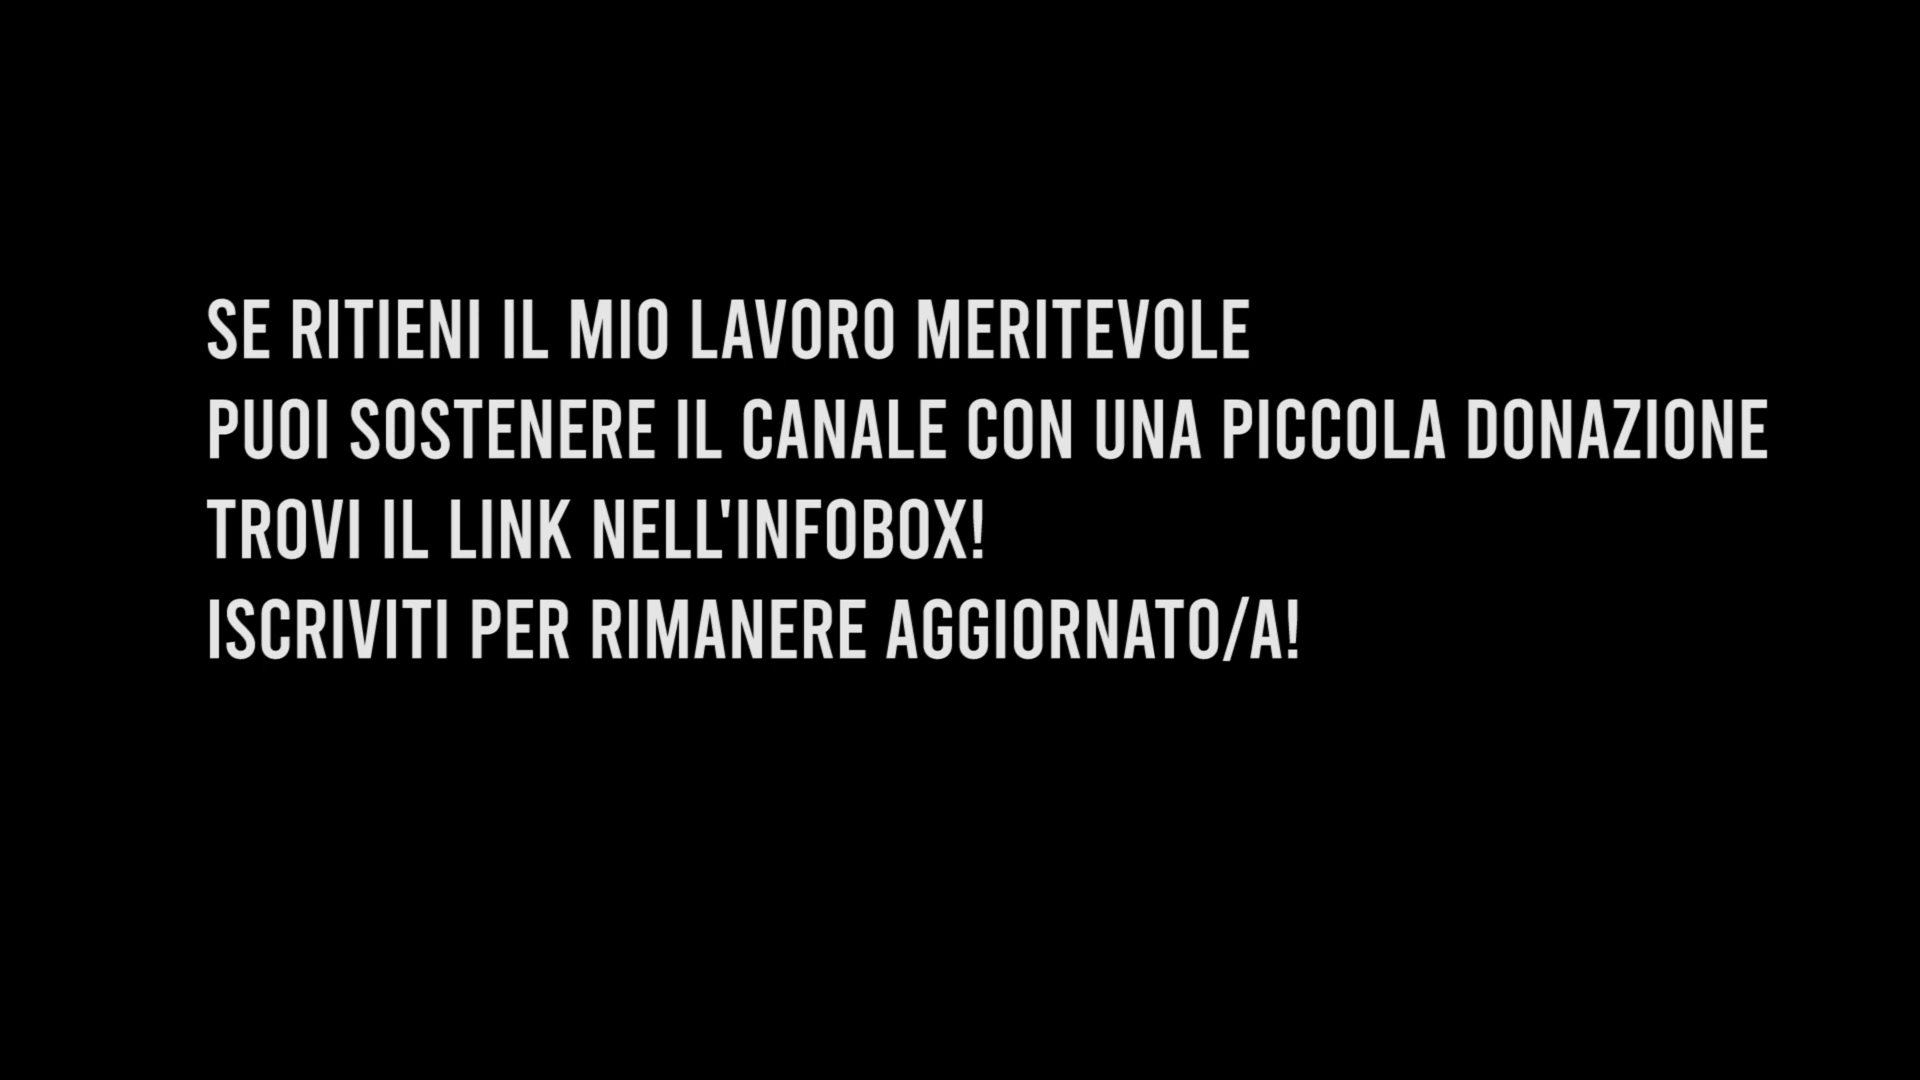 SE RITIENI IL MIO LAVORO MERITEVOLE
PUOI SOSTENERE IL CANALE CON UNA PICCOLA DONAZIONE
TROVI IL LINK NELL'INFOBOX!
ISCRIVITI PER RIMANERE AGGIORNATO/A!